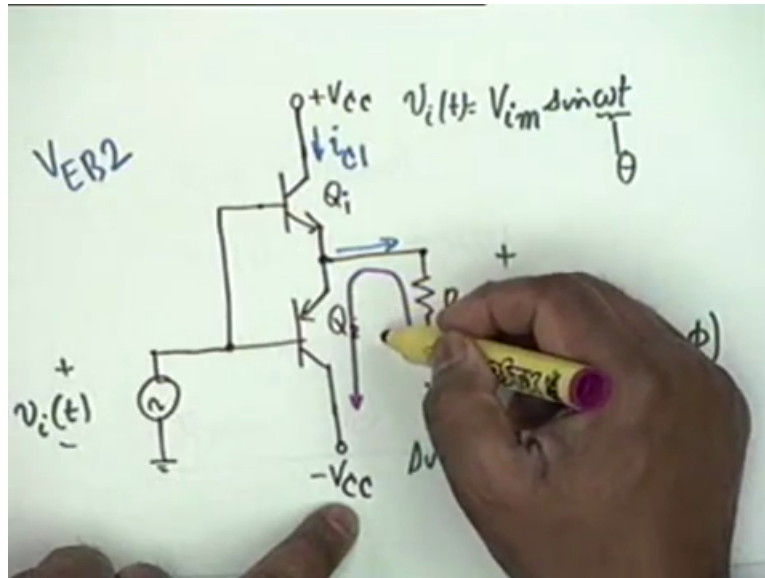 +Vcc
v_i(t) = V_im sin ωt
θ
V_EB2
i_c1
Q_1
+
R
Q_2
ϕ)
+
v_i(t)
-
-Vcc